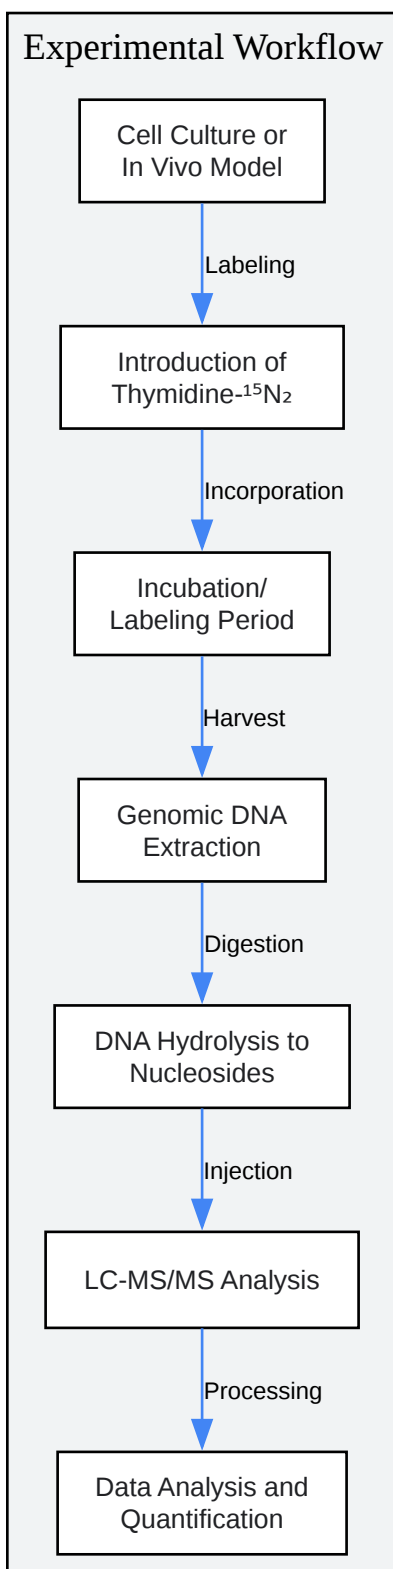 Experimental Workflow
Cell Culture or
In Vivo Model
Labeling
Introduction of
Thymidine-¹⁵N₂
Incorporation
Incubation/
Labeling Period
Harvest
Genomic DNA
Extraction
Digestion
DNA Hydrolysis to
Nucleosides
Injection
LC-MS/MS Analysis
Processing
Data Analysis and
Quantification